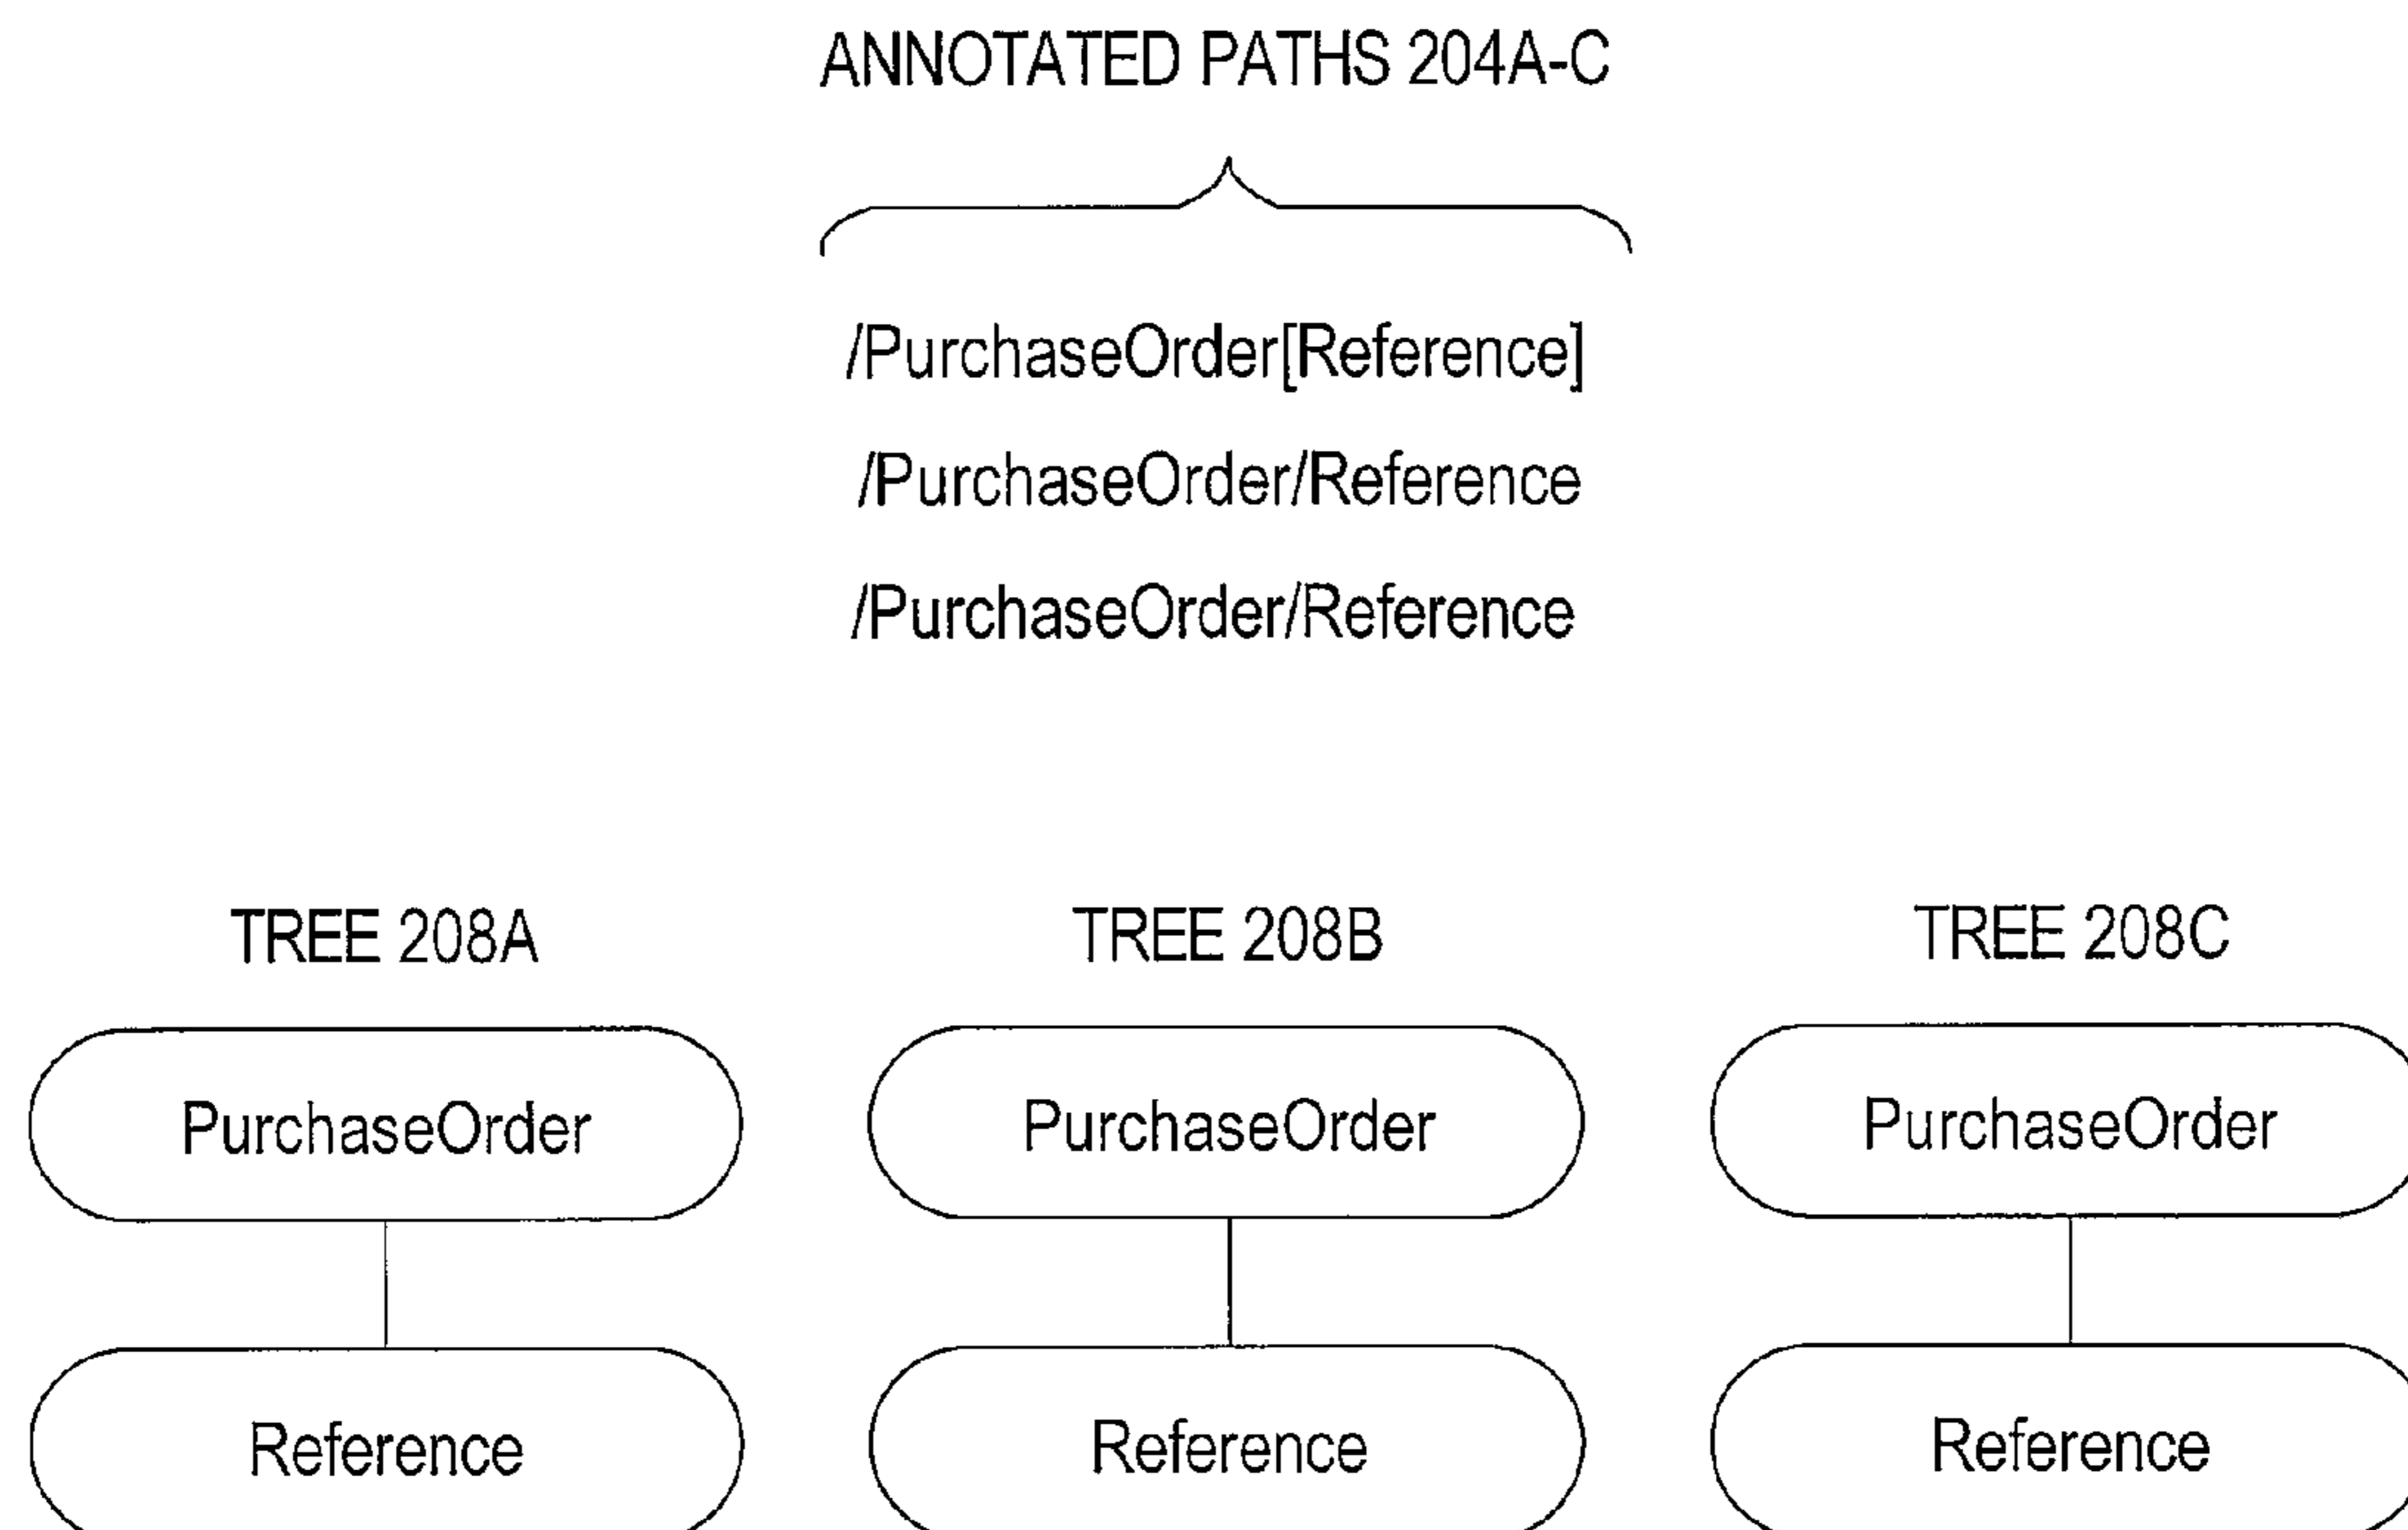 ANNOTATED PATHS 204A-C
/PurchaseOrder[Reference]
/PurchaseOrder/Reference
/PurchaseOrder/Reference
TREE 208A TREE 208B TREE 208C
PurchaseOrder PurchaseOrder PurchaseOrder
Reference Reference Reference